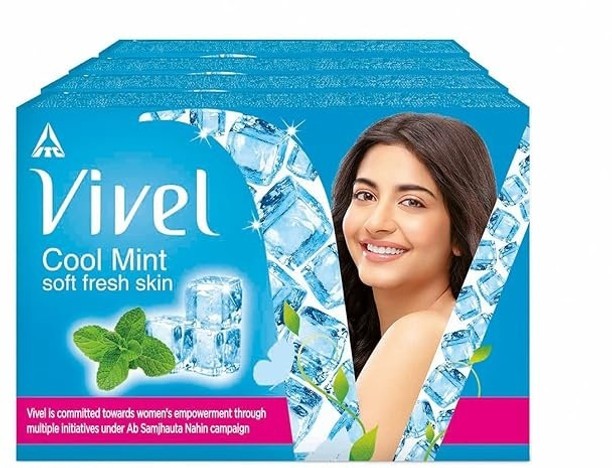 ITC
Vivel
Cool Mint
soft fresh skin
Vivel is committed towards women's empowerment through
multiple initiatives under Ab Samjhauta Nahin campaign